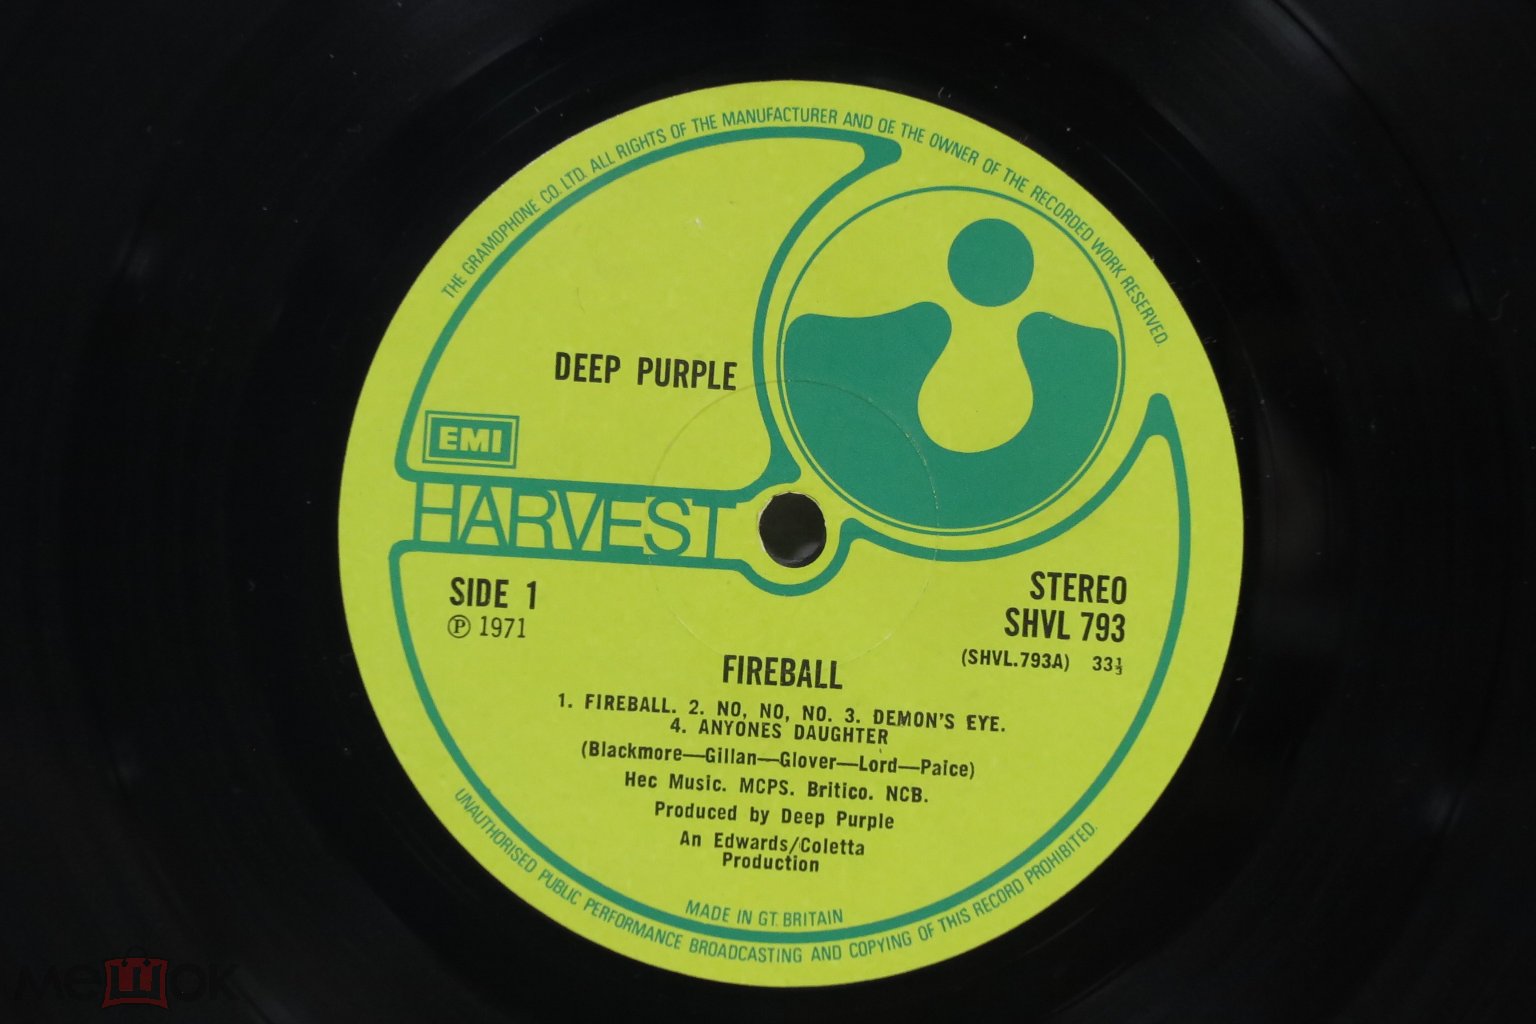 THE GRAMOPHONE CO. LTD. ALL RIGHTS OF THE MANUFACTURER AND OF THE OWNER OF THE RECORDED WORK RESERVED.
DEEP PURPLE
EMI
HARVEST
SIDE 1
℗ 1971
STEREO
SHVL 793
(SHVL.793A) 33⅓
FIREBALL
1. FIREBALL. 2. NO, NO, NO. 3. DEMON'S EYE.
4. ANYONES DAUGHTER
(Blackmore—Gillan—Glover—Lord—Paice)
Hec Music. MCPS. Britico. NCB.
Produced by Deep Purple
An Edwards/Coletta
Production
MADE IN GT. BRITAIN
UNAUTHORISED PUBLIC PERFORMANCE BROADCASTING AND COPYING OF THIS RECORD PROHIBITED.
мешок